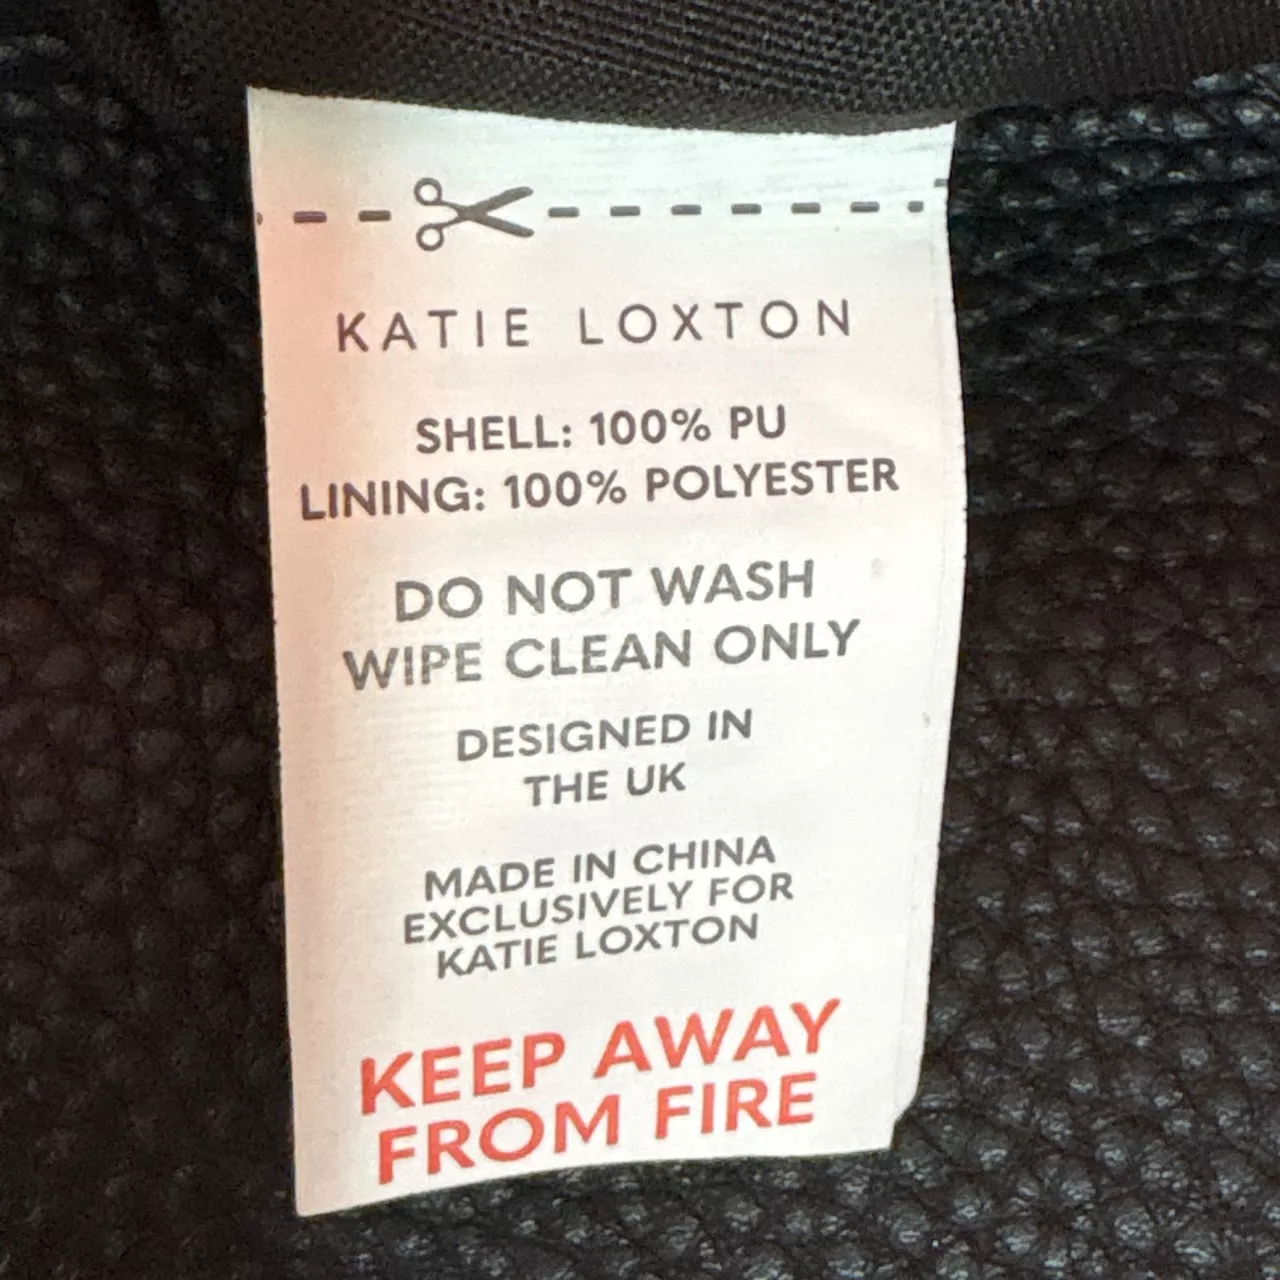 KATIE LOXTON
SHELL: 100% PU
LINING: 100% POLYESTER
DO NOT WASH
WIPE CLEAN ONLY
DESIGNED IN
THE UK
MADE IN CHINA
EXCLUSIVELY FOR
KATIE LOXTON
KEEP AWAY
FROM FIRE